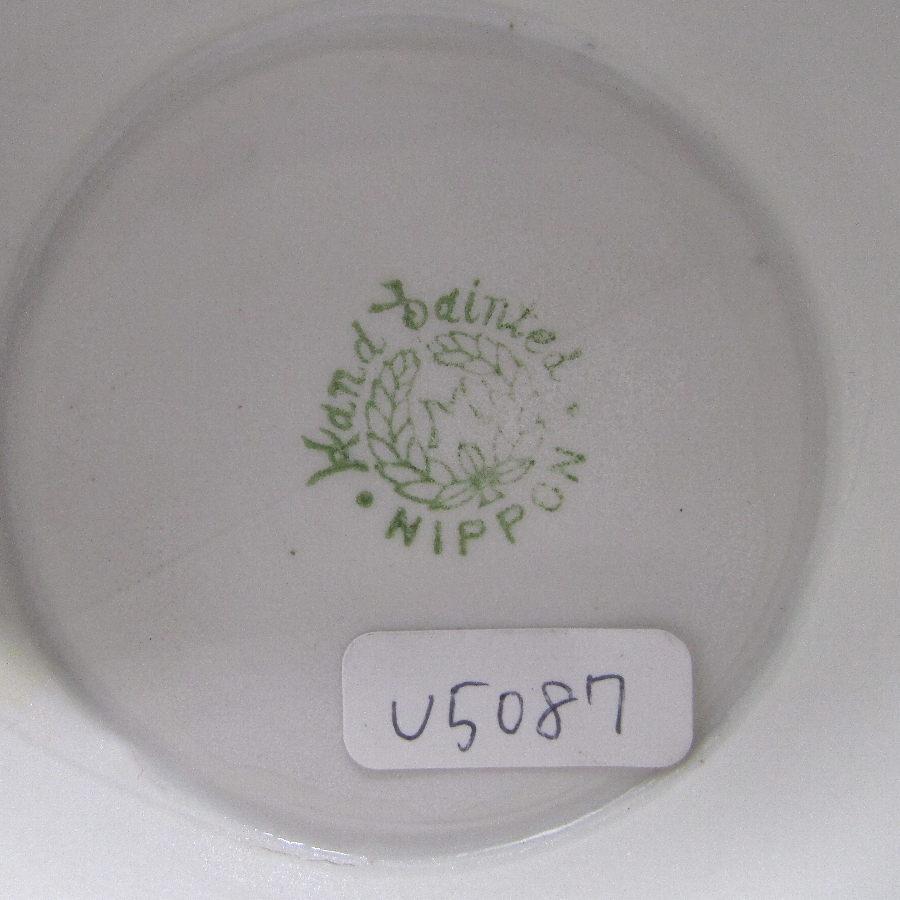 Hand Painted
M
NIPPON
U5087